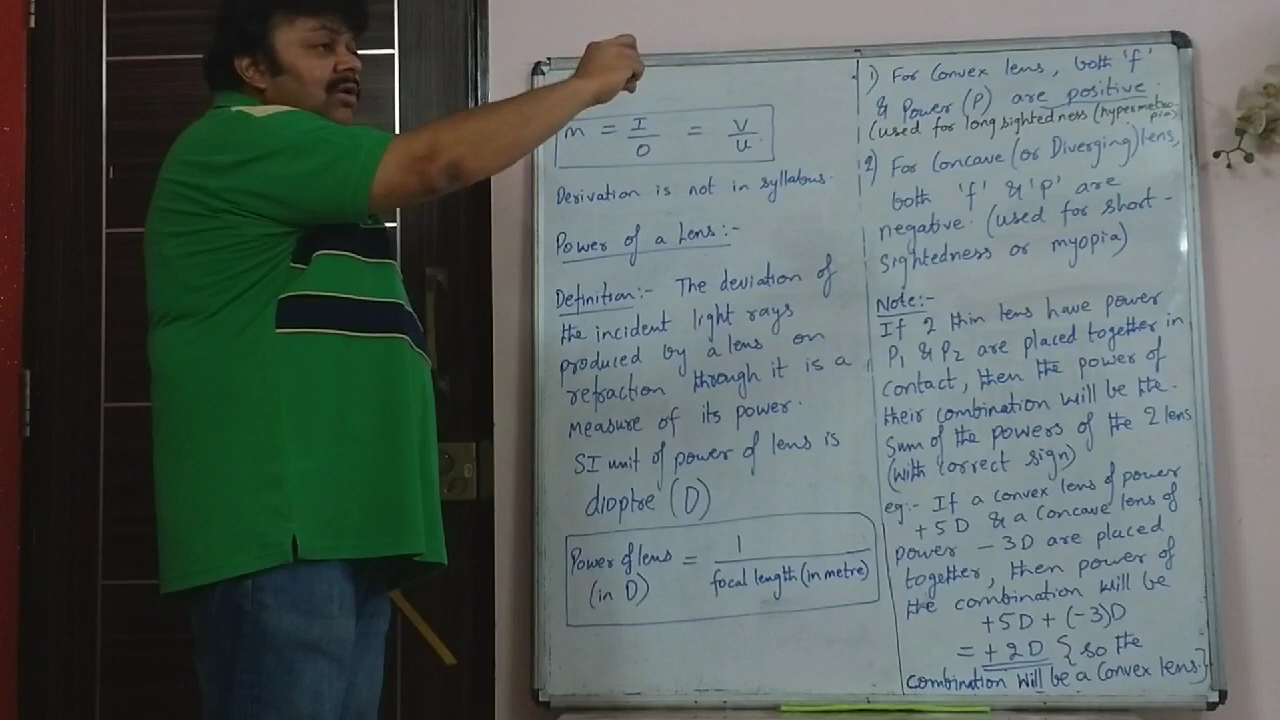 m = I/O = V/u
Derivation is not in syllabus.
Power of a Lens:-
Definition:- The deviation of
the incident light rays
produced by a lens on
refraction through it is a
measure of its power.
SI unit of power of lens is
dioptre (D)
Power of lens (in D) = 1/focal length (in metre)
1) For Convex lens, both 'f'
& Power (P) are positive.
(used for longsightedness (hypermetropia)
2) For Concave (or Diverging) lens,
both 'f' & 'P' are
negative. (used for short-
sightedness or myopia)
Note:-
If 2 thin lens have power
P1 & P2 are placed together in
contact, then the power of
their combination will be the
sum of the powers of the 2 lens
(with correct sign)
eg:- If a convex lens of power
+5D & a concave lens of
power -3D are placed
together, then power of
the combination will be
+5D + (-3)D
= +2D {so the
combination will be a convex lens.}